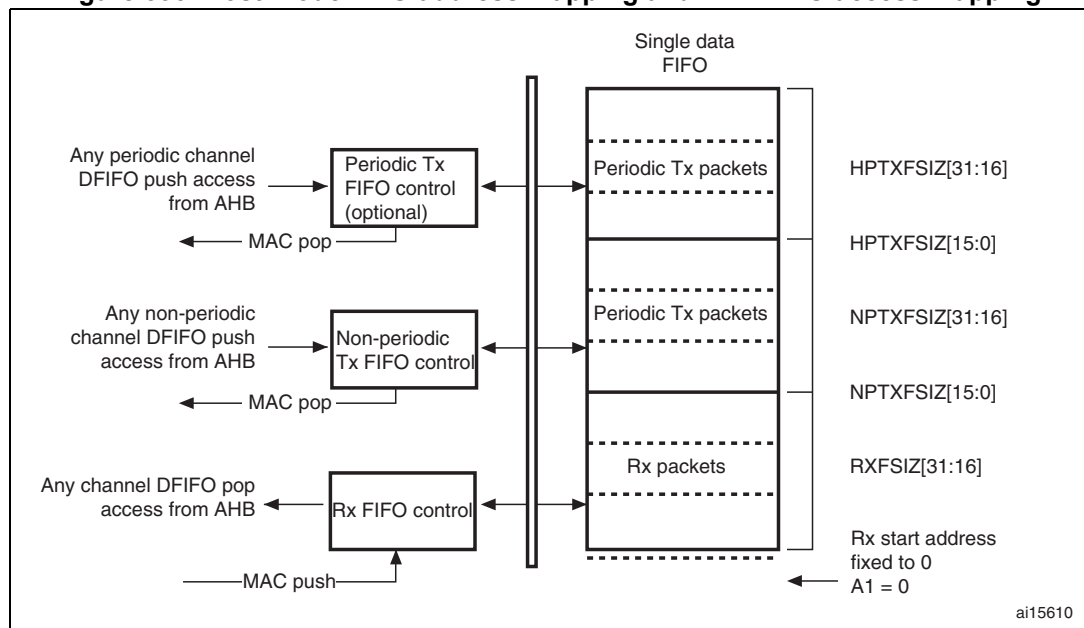 Single data
FIFO
Any periodic channel
DFIFO push access
from AHB
Periodic Tx
FIFO control
(optional)
MAC pop
Periodic Tx packets
HPTXFSIZ[31:16]
HPTXFSIZ[15:0]
Any non-periodic
channel DFIFO push
access from AHB
Non-periodic
Tx FIFO control
MAC pop
Periodic Tx packets
NPTXFSIZ[31:16]
NPTXFSIZ[15:0]
Any channel DFIFO pop
access from AHB
Rx FIFO control
MAC push
Rx packets
RXFSIZ[31:16]
Rx start address
fixed to 0
A1 = 0
ai15610